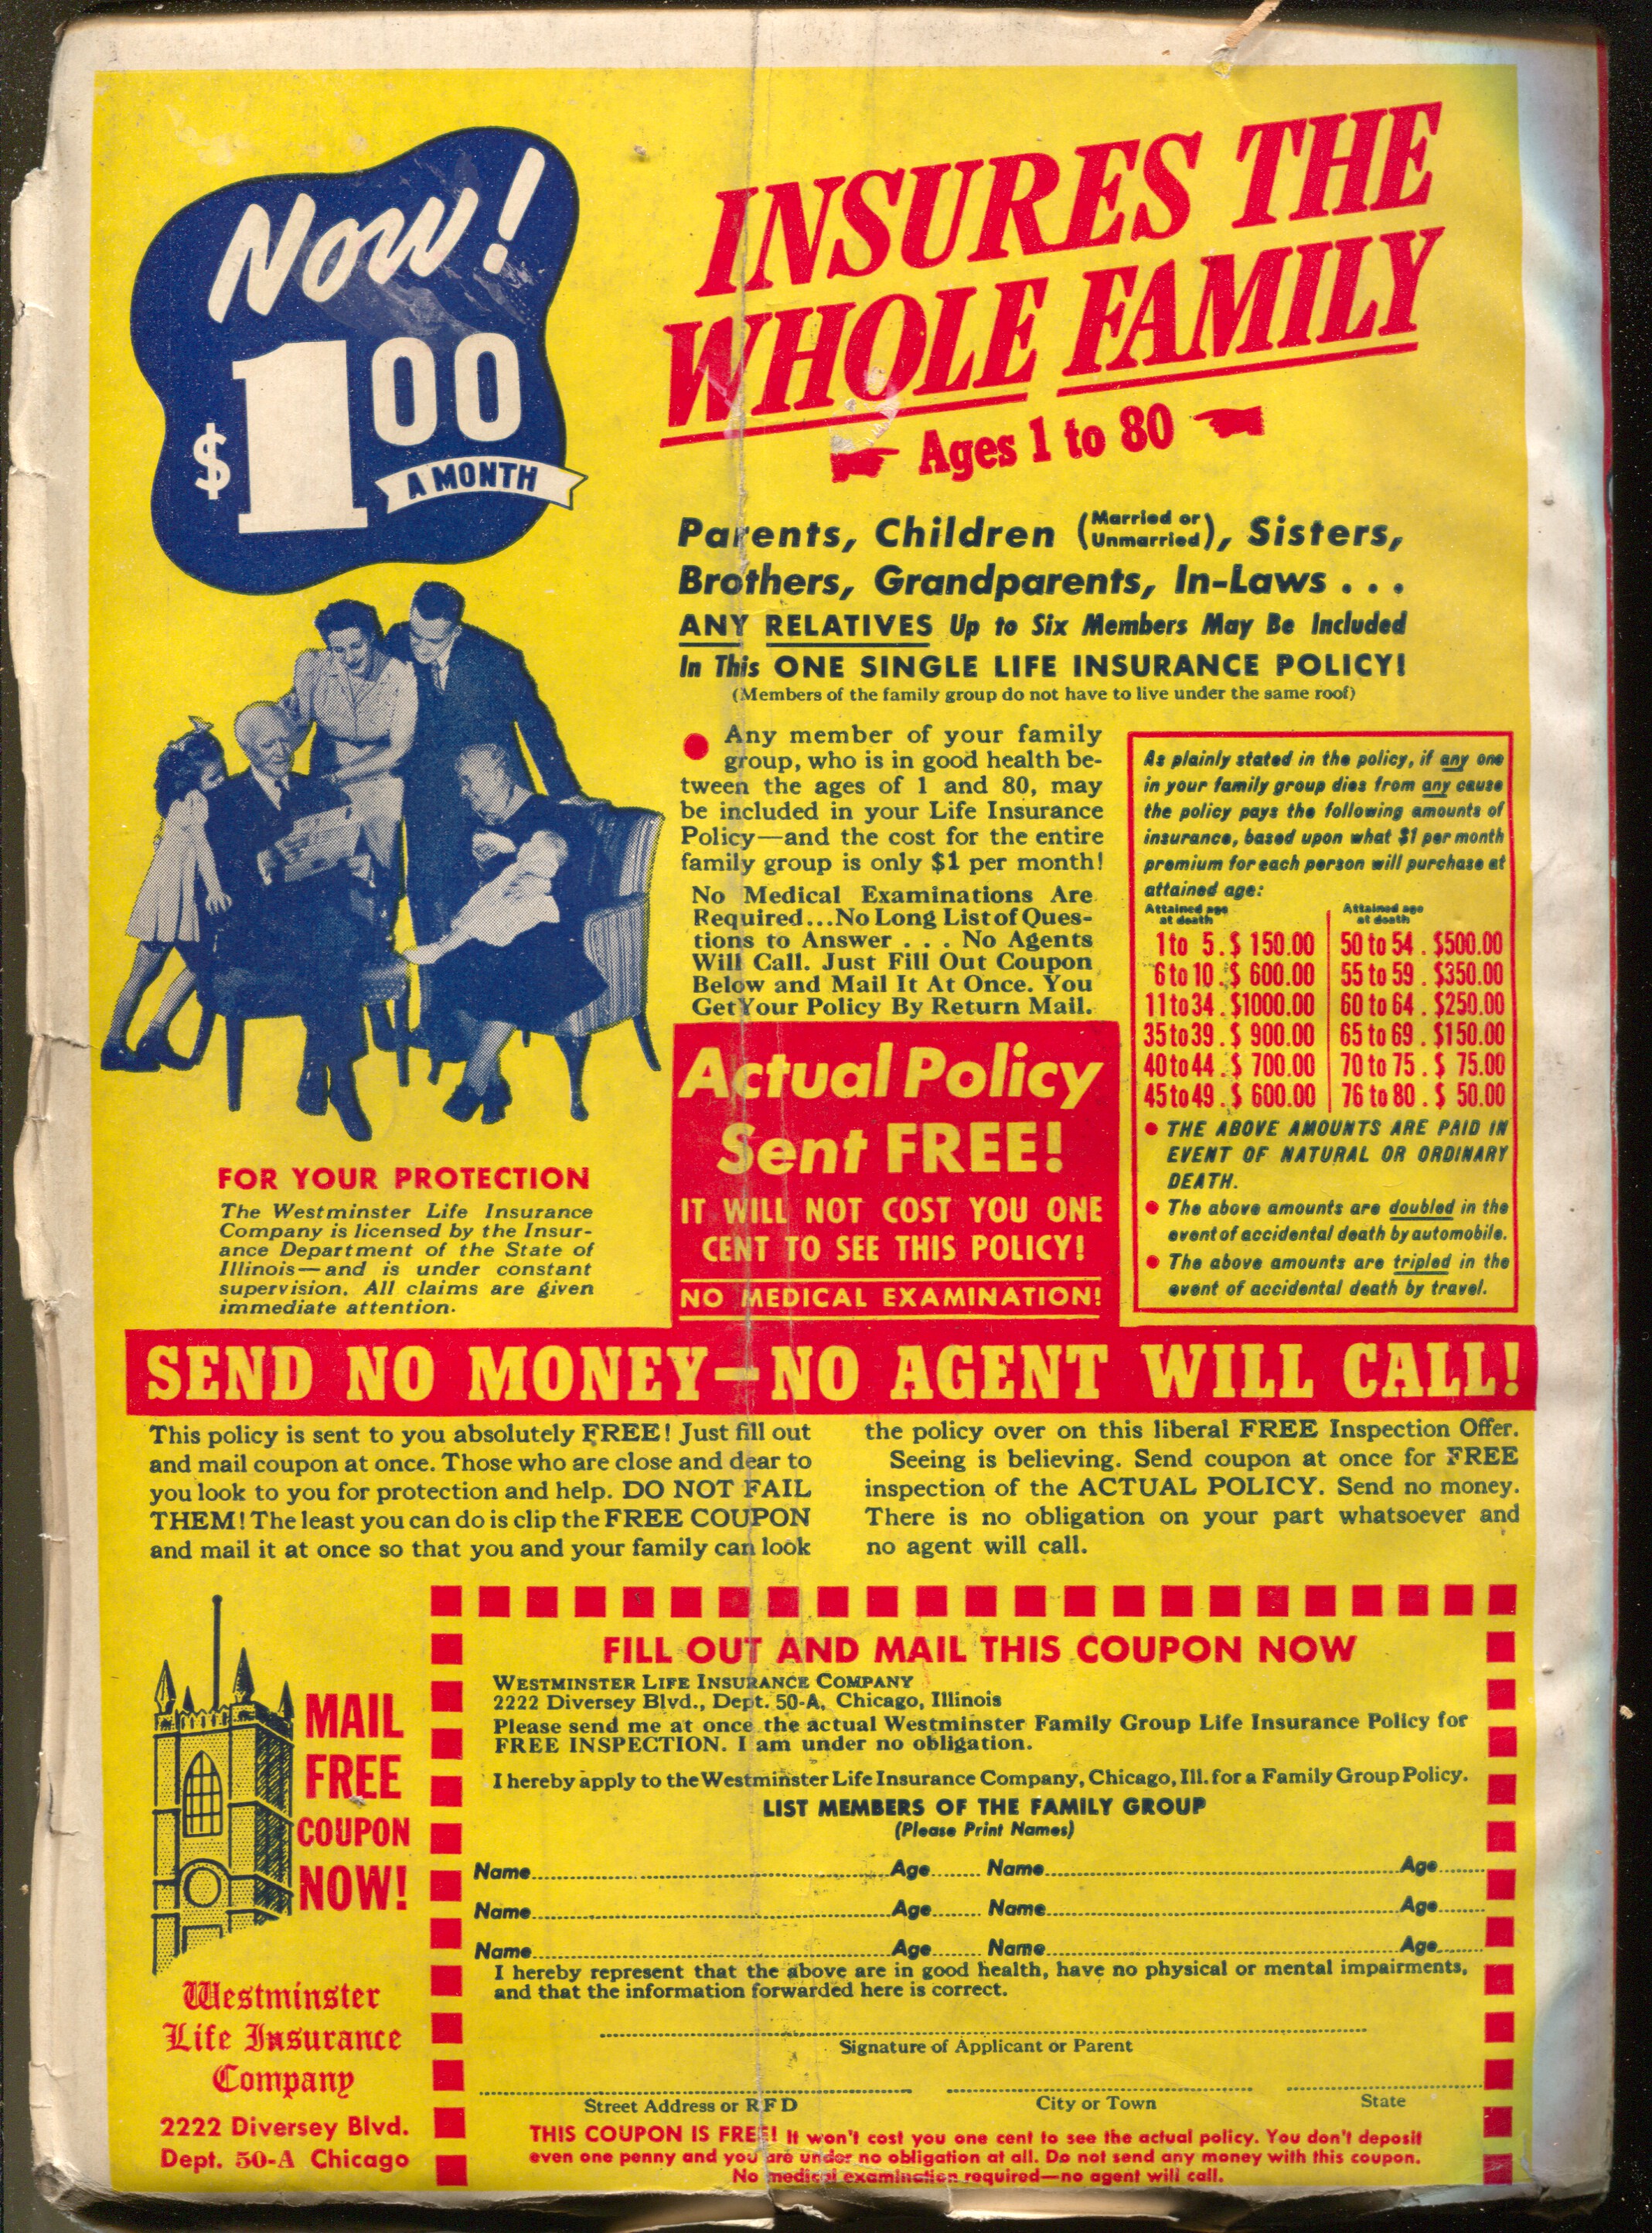 Now!
$1.00
A MONTH
INSURES THE
WHOLE FAMILY
Ages 1 to 80
Parents, Children (Married or Unmarried), Sisters,
Brothers, Grandparents, In-Laws . . .
ANY RELATIVES Up to Six Members May Be Included
In This ONE SINGLE LIFE INSURANCE POLICY!
(Members of the family group do not have to live under the same roof)
● Any member of your family
group, who is in good health be-
tween the ages of 1 and 80, may
be included in your Life Insurance
Policy—and the cost for the entire
family group is only $1 per month!
No Medical Examinations Are
Required...No Long List of Ques-
tions to Answer . . . No Agents
Will Call. Just Fill Out Coupon
Below and Mail It At Once. You
Get Your Policy By Return Mail.
Actual Policy
Sent FREE!
IT WILL NOT COST YOU ONE
CENT TO SEE THIS POLICY!
NO MEDICAL EXAMINATION!
As plainly stated in the policy, if any one
in your family group dies from any cause
the policy pays the following amounts of
insurance, based upon what $1 per month
premium for each person will purchase at
attained age:
Attained age at death
Attained age at death
1 to 5 . $ 150.00 50 to 54 . $500.00
6 to 10 . $ 600.00 55 to 59 . $350.00
11 to 34 . $1000.00 60 to 64 . $250.00
35 to 39 . $ 900.00 65 to 69 . $150.00
40 to 44 . $ 700.00 70 to 75 . $ 75.00
45 to 49 . $ 600.00 76 to 80 . $ 50.00
● THE ABOVE AMOUNTS ARE PAID IN
EVENT OF NATURAL OR ORDINARY
DEATH.
● The above amounts are doubled in the
event of accidental death by automobile.
● The above amounts are tripled in the
event of accidental death by travel.
FOR YOUR PROTECTION
The Westminster Life Insurance
Company is licensed by the Insur-
ance Department of the State of
Illinois—and is under constant
supervision. All claims are given
immediate attention.
SEND NO MONEY—NO AGENT WILL CALL!
This policy is sent to you absolutely FREE! Just fill out
and mail coupon at once. Those who are close and dear to
you look to you for protection and help. DO NOT FAIL
THEM! The least you can do is clip the FREE COUPON
and mail it at once so that you and your family can look
the policy over on this liberal FREE Inspection Offer.
Seeing is believing. Send coupon at once for FREE
inspection of the ACTUAL POLICY. Send no money.
There is no obligation on your part whatsoever and
no agent will call.
MAIL
FREE
COUPON
NOW!
Westminster
Life Insurance
Company
2222 Diversey Blvd.
Dept. 50-A Chicago
FILL OUT AND MAIL THIS COUPON NOW
WESTMINSTER LIFE INSURANCE COMPANY
2222 Diversey Blvd., Dept. 50-A, Chicago, Illinois
Please send me at once the actual Westminster Family Group Life Insurance Policy for
FREE INSPECTION. I am under no obligation.
I hereby apply to the Westminster Life Insurance Company, Chicago, Ill. for a Family Group Policy.
LIST MEMBERS OF THE FAMILY GROUP
(Please Print Names)
Name Age Name Age
Name Age Name Age
Name Age Name Age
I hereby represent that the above are in good health, have no physical or mental impairments,
and that the information forwarded here is correct.
Signature of Applicant or Parent
Street Address or RFD City or Town State
THIS COUPON IS FREE! It won't cost you one cent to see the actual policy. You don't deposit
even one penny and you are under no obligation at all. Do not send any money with this coupon.
No medical examination required—no agent will call.